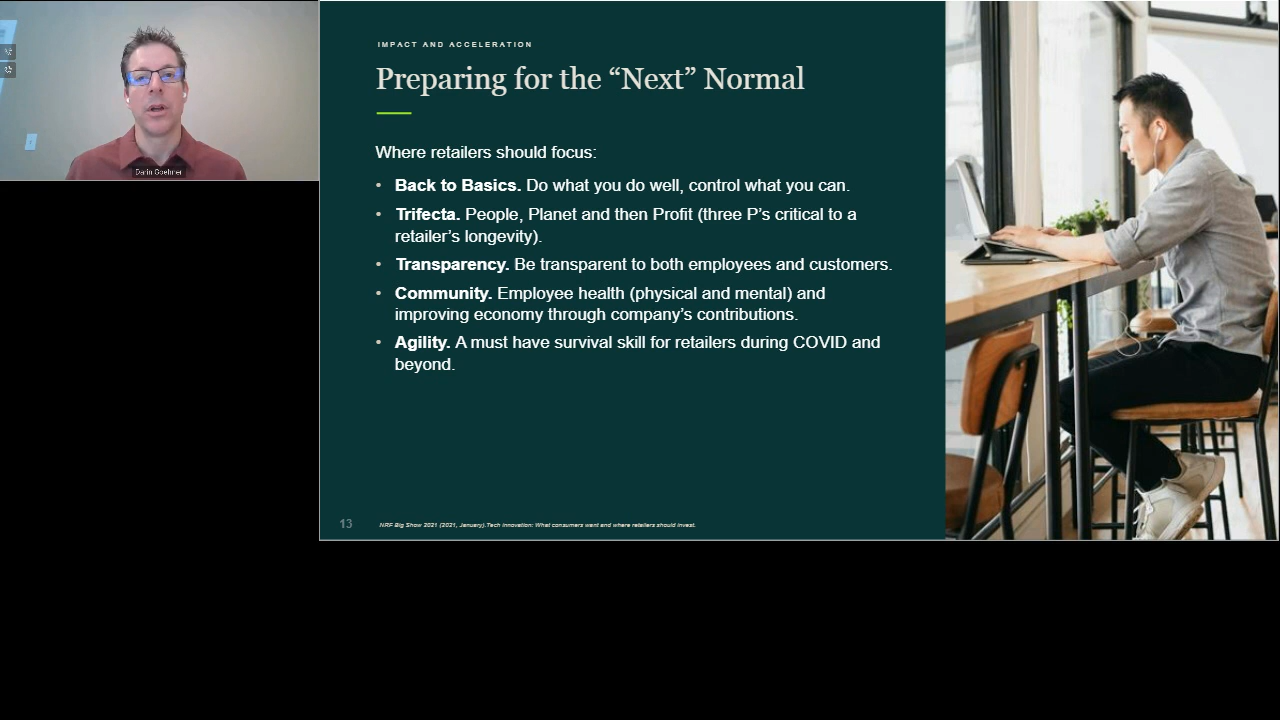 Darin Goehner
IMPACT AND ACCELERATION
Preparing for the “Next” Normal
Where retailers should focus:
• Back to Basics. Do what you do well, control what you can.
• Trifecta. People, Planet and then Profit (three P’s critical to a
retailer’s longevity).
• Transparency. Be transparent to both employees and customers.
• Community. Employee health (physical and mental) and
improving economy through company’s contributions.
• Agility. A must have survival skill for retailers during COVID and
beyond.
13
NRF Big Show 2021 (2021, January).Tech innovation: What consumers went and where retailers should invest.